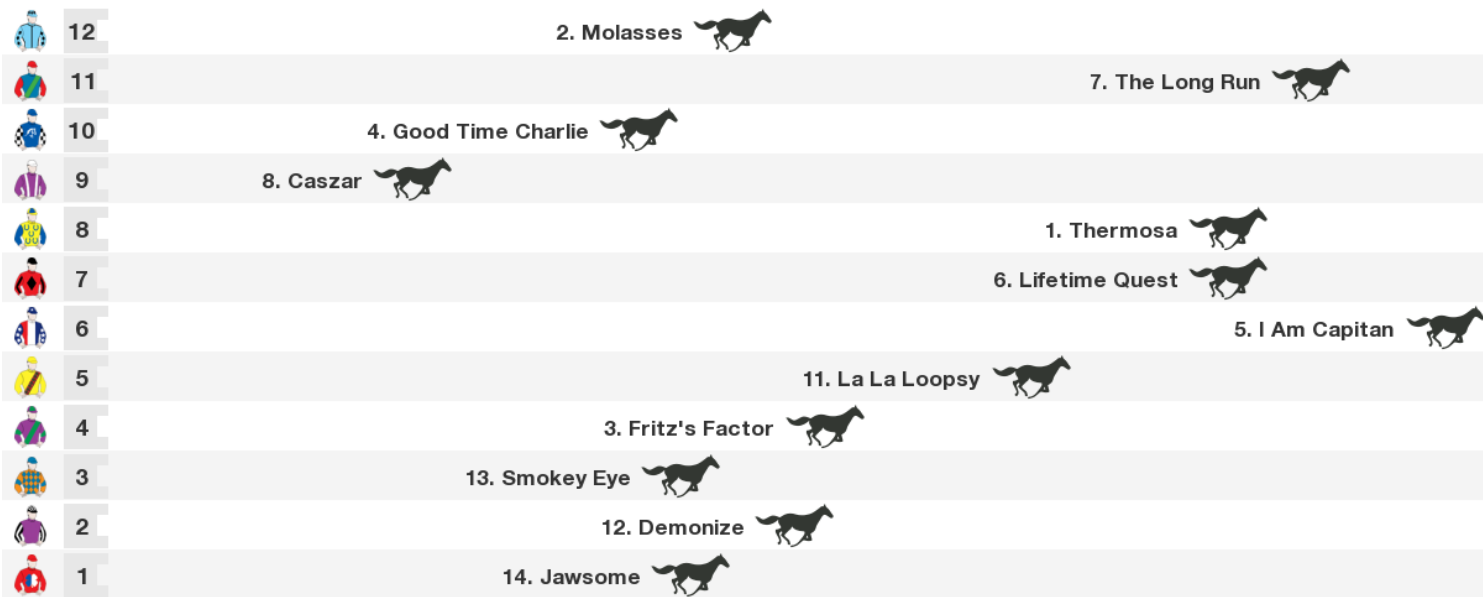 12 2. Molasses
11 7. The Long Run
10 4. Good Time Charlie
9 8. Caszar
8 1. Thermosa
7 6. Lifetime Quest
6 5. I Am Capitan
5 11. La La Loopsy
4 3. Fritz's Factor
3 13. Smokey Eye
2 12. Demonize
1 14. Jawsome